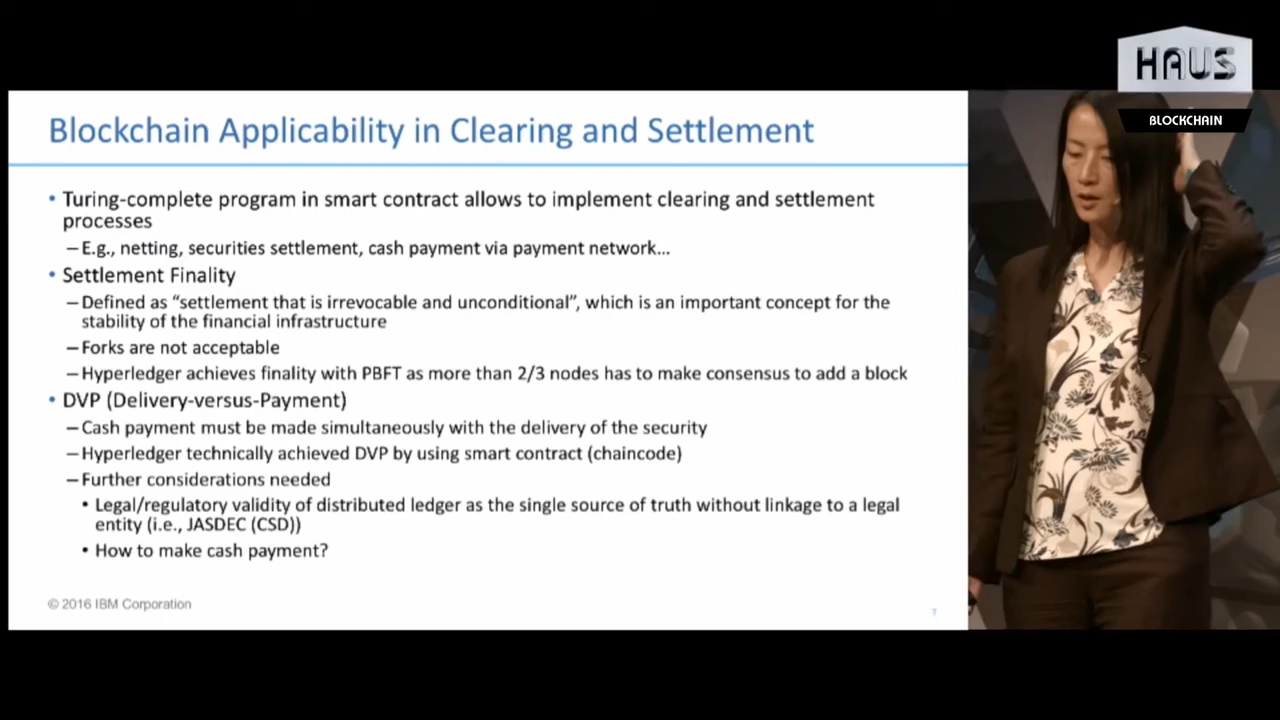 HAUS
BLOCKCHAIN
Blockchain Applicability in Clearing and Settlement
• Turing-complete program in smart contract allows to implement clearing and settlement
processes
– E.g., netting, securities settlement, cash payment via payment network...
• Settlement Finality
– Defined as “settlement that is irrevocable and unconditional”, which is an important concept for the
stability of the financial infrastructure
– Forks are not acceptable
– Hyperledger achieves finality with PBFT as more than 2/3 nodes has to make consensus to add a block
• DVP (Delivery-versus-Payment)
– Cash payment must be made simultaneously with the delivery of the security
– Hyperledger technically achieved DVP by using smart contract (chaincode)
– Further considerations needed
• Legal/regulatory validity of distributed ledger as the single source of truth without linkage to a legal
entity (i.e., JASDEC (CSD))
• How to make cash payment?
© 2016 IBM Corporation
7